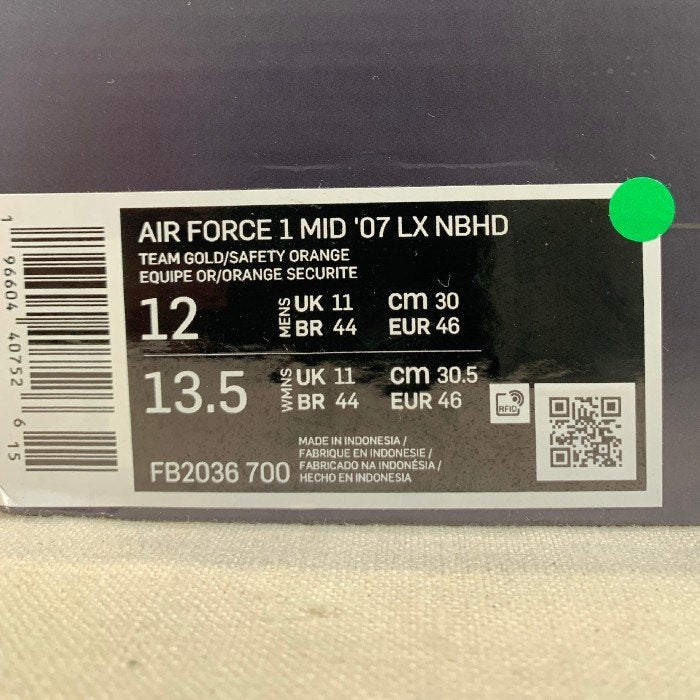 AIR FORCE 1 MID '07 LX NBHD
TEAM GOLD/SAFETY ORANGE
EQUIPE OR/ORANGE SECURITE
12
MENS
UK 11 cm 30
BR 44 EUR 46
13.5
WMNS
UK 11 cm 30.5
BR 44 EUR 46
RFID
FB2036 700
MADE IN INDONESIA /
FABRIQUE EN INDONESIE /
FABRICADO NA INDONÉSIA /
HECHO EN INDONESIA
1 96604 40752 6 15